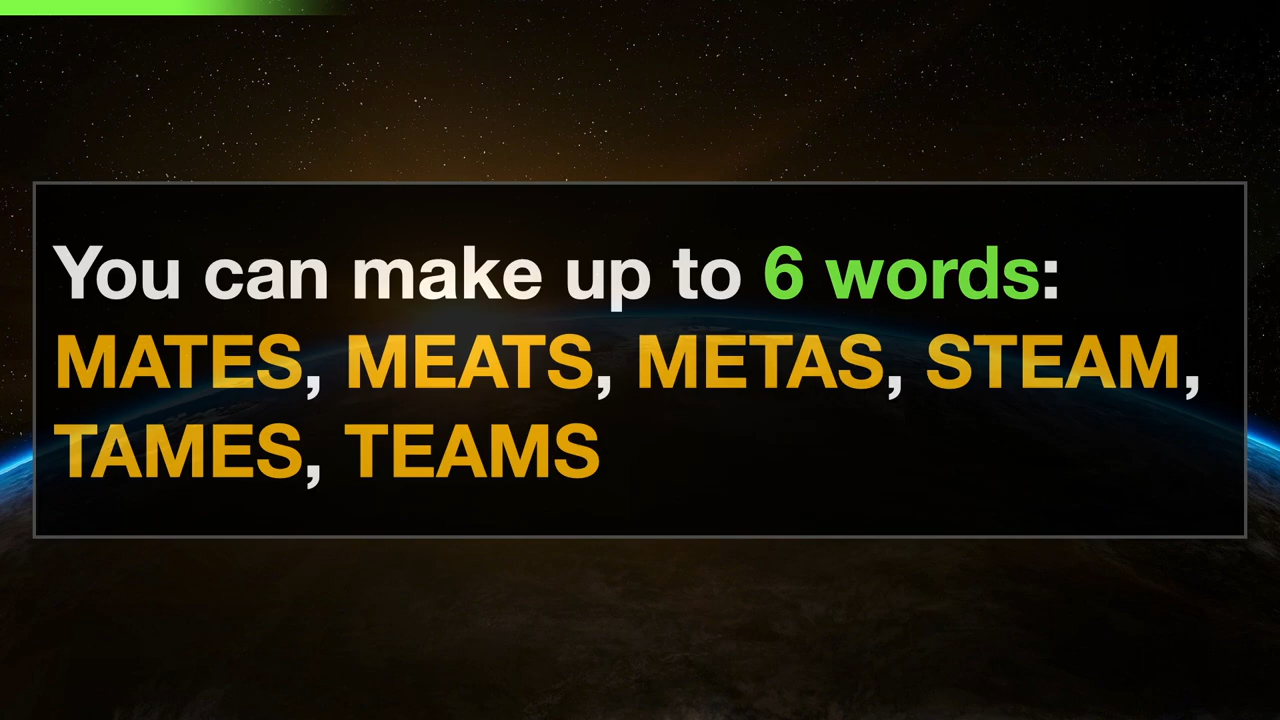 You can make up to 6 words:
MATES, MEATS, METAS, STEAM,
TAMES, TEAMS